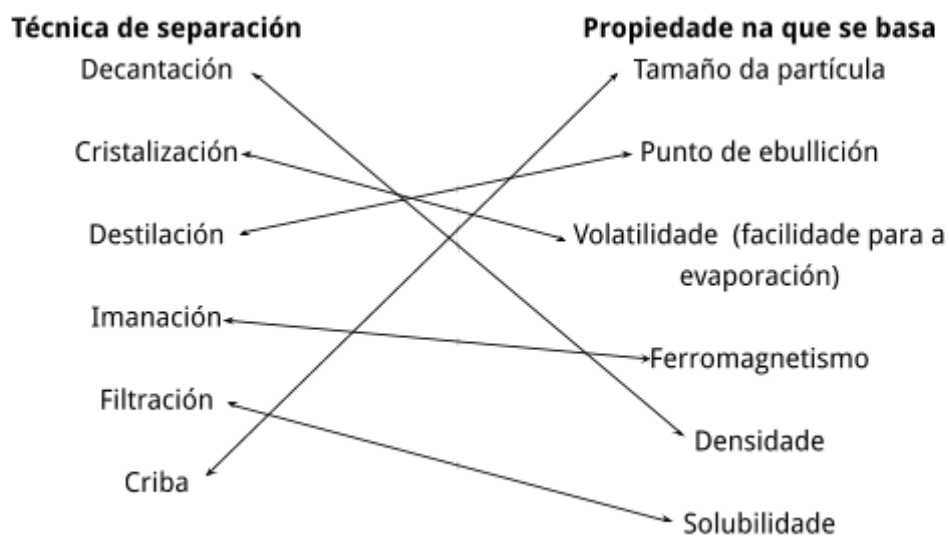 Técnica de separación
Propiedade na que se basa
Decantación
Tamaño da partícula
Cristalización
Punto de ebullición
Destilación
Volatilidade (facilidade para a
evaporación)
Imanación
Ferromagnetismo
Filtración
Densidade
Criba
Solubilidade